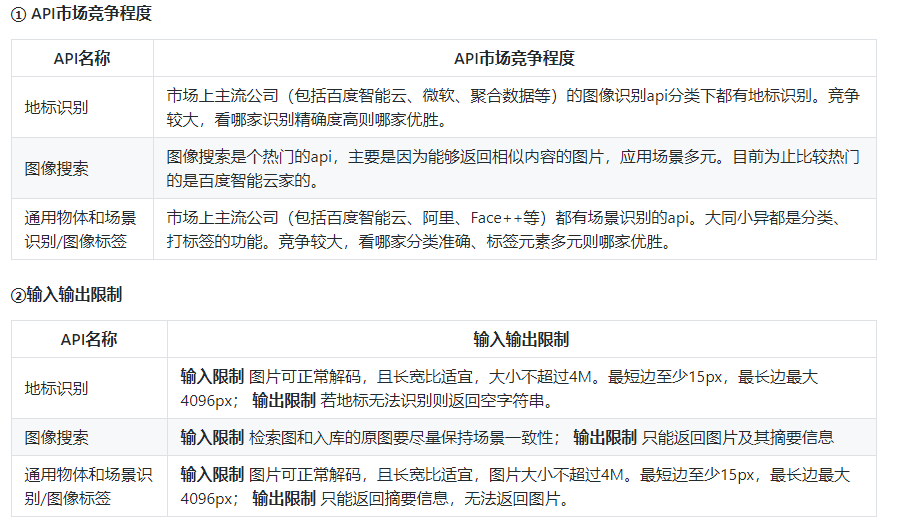 ① API市场竞争程度
API名称 API市场竞争程度
地标识别
市场上主流公司（包括百度智能云、微软、聚合数据等）的图像识别api分类下都有地标识别。竞争
较大，看哪家识别精确度高则哪家优胜。
图像搜索
图像搜索是个热门的api，主要是因为能够返回相似内容的图片，应用场景多元。目前为止比较热门
的是百度智能云家的。
通用物体和场景
识别/图像标签
市场上主流公司（包括百度智能云、阿里、Face++等）都有场景识别的api。大同小异都是分类、
打标签的功能。竞争较大，看哪家分类准确、标签元素多元则哪家优胜。
②输入输出限制
API名称 输入输出限制
地标识别
输入限制 图片可正常解码，且长宽比适宜，大小不超过4M。最短边至少15px，最长边最大
4096px； 输出限制 若地标无法识别则返回空字符串。
图像搜索
输入限制 检索图和入库的原图要尽量保持场景一致性； 输出限制 只能返回图片及其摘要信息
通用物体和场景识
别/图像标签
输入限制 图片可正常解码，且长宽比适宜，图片大小不超过4M。最短边至少15px，最长边最大
4096px； 输出限制 只能返回摘要信息，无法返回图片。